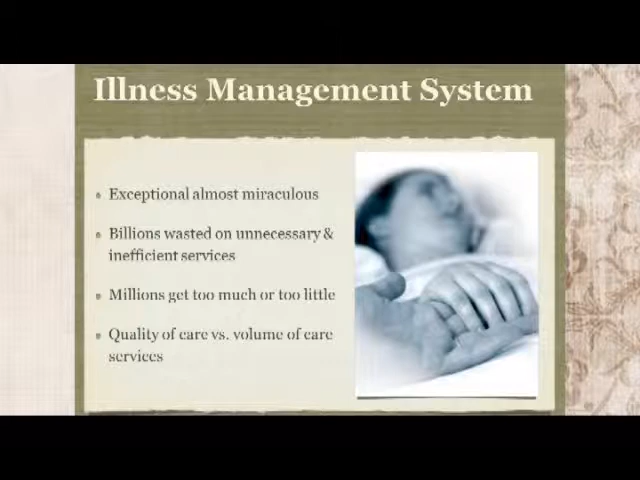 Illness Management System
Exceptional almost miraculous
Billions wasted on unnecessary &
inefficient services
Millions get too much or too little
Quality of care vs. volume of care
services